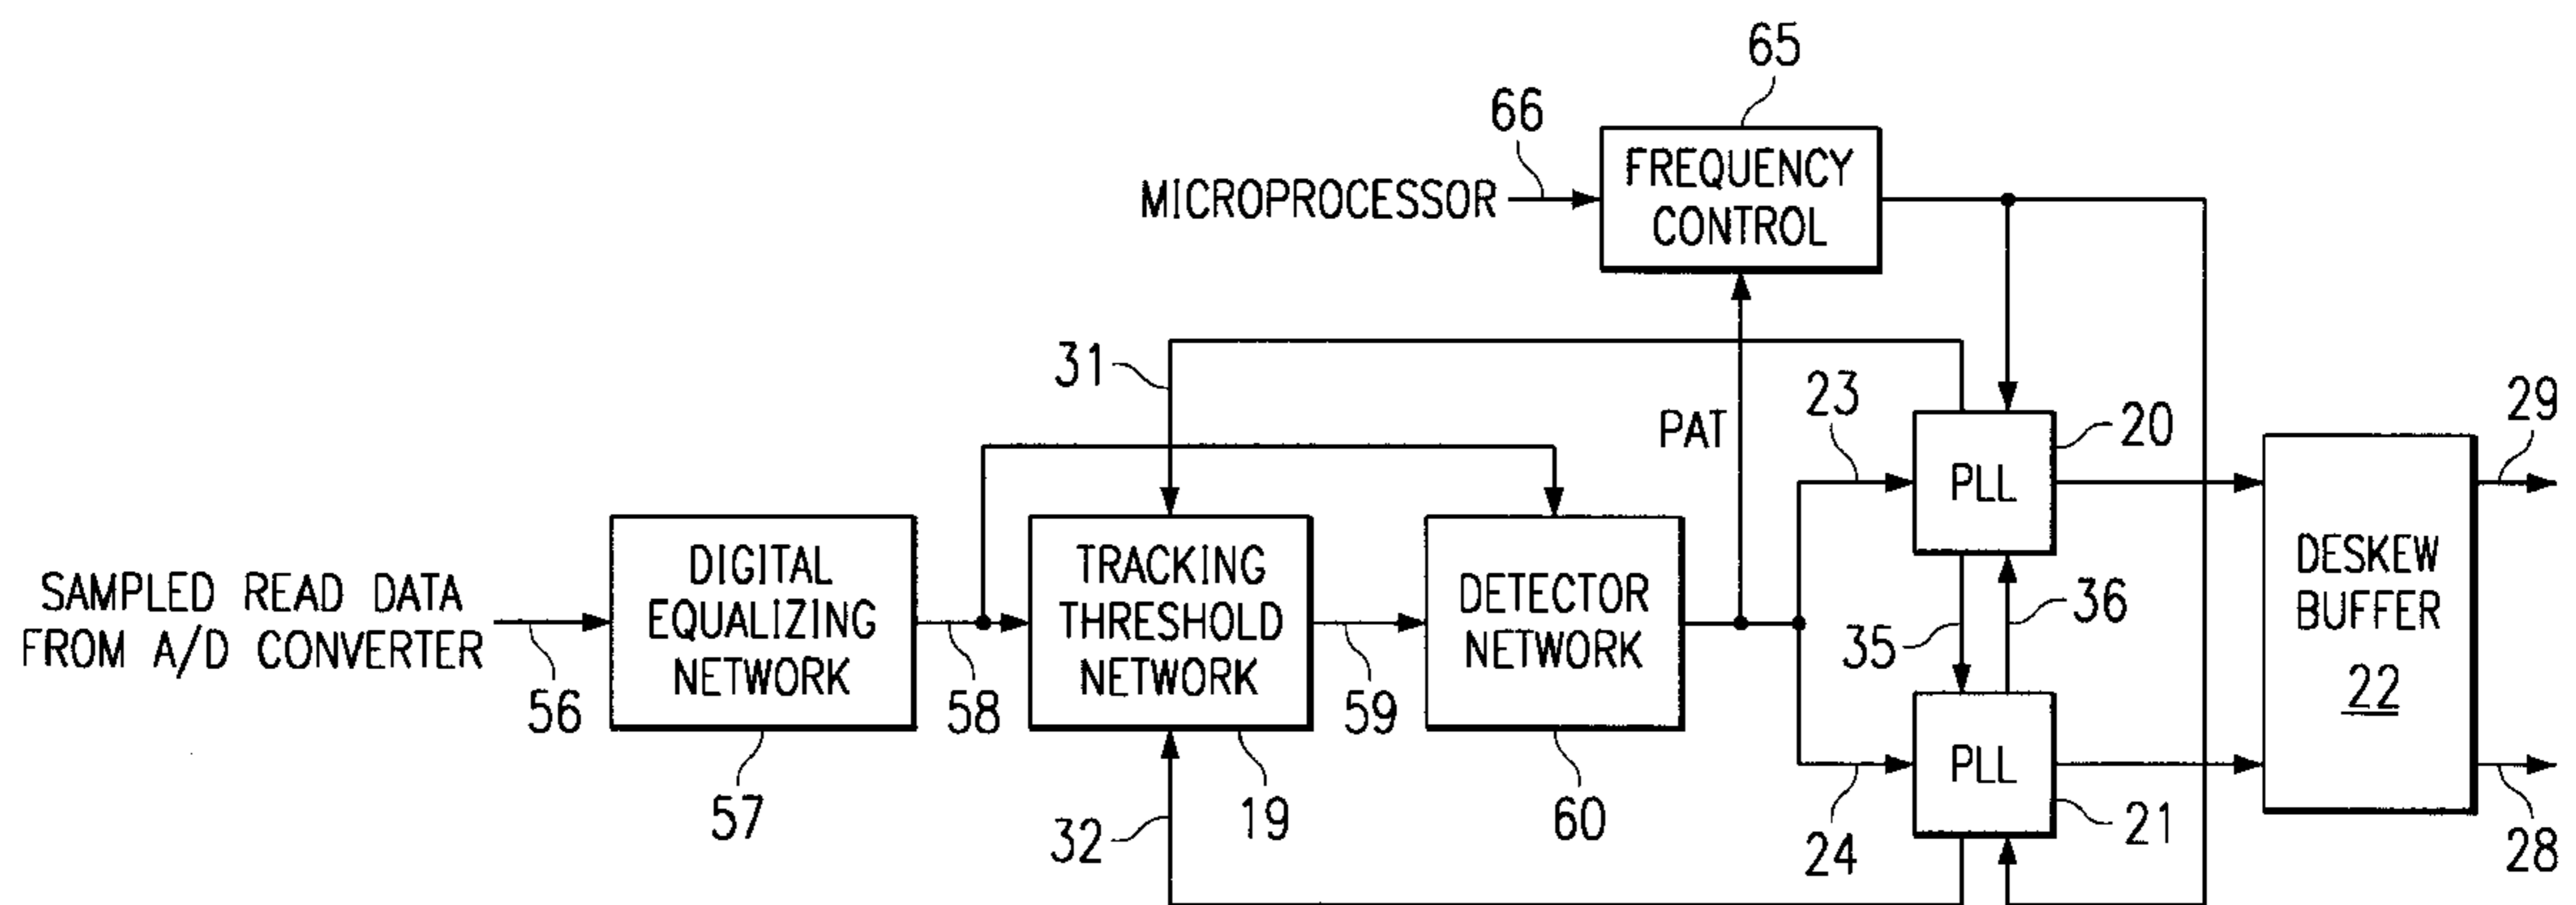 65
66
MICROPROCESSOR
FREQUENCY
CONTROL
31
PAT
23
20
29
PLL
SAMPLED READ DATA
FROM A/D CONVERTER
56
DIGITAL
EQUALIZING
NETWORK
57
58
TRACKING
THRESHOLD
NETWORK
19
32
59
DETECTOR
NETWORK
60
35
36
24
PLL
21
DESKEW
BUFFER
22
28